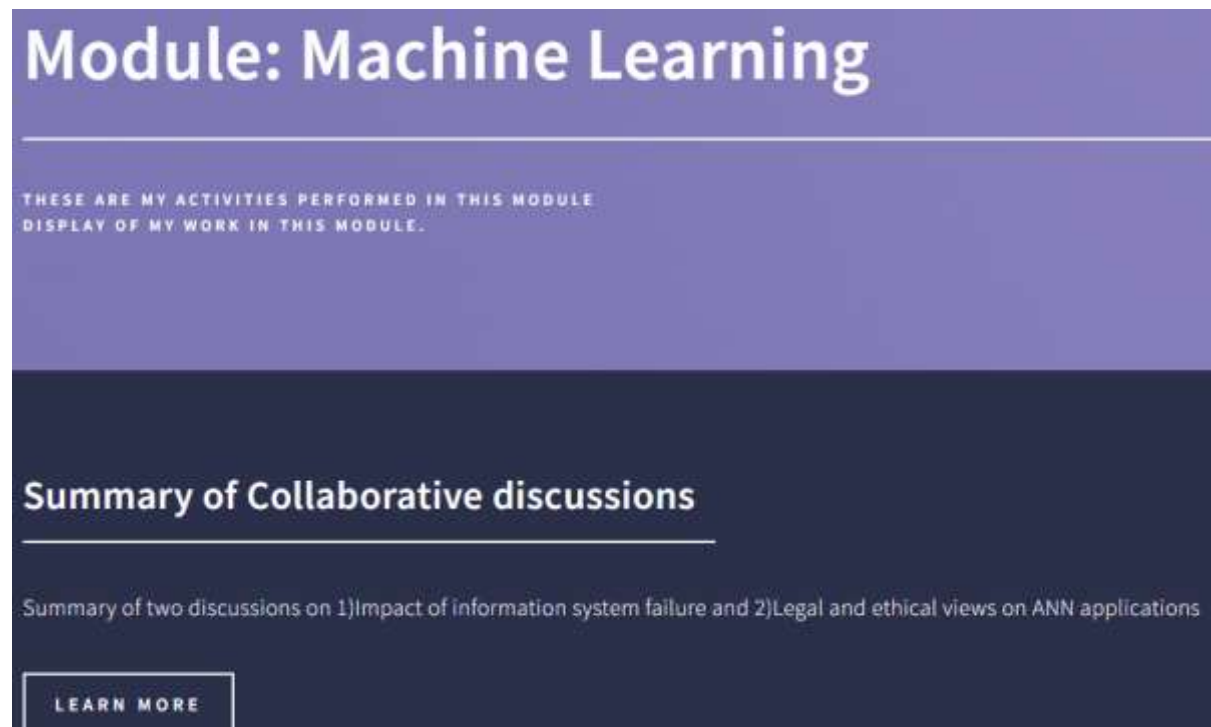 Module: Machine Learning
THESE ARE MY ACTIVITIES PERFORMED IN THIS MODULE
DISPLAY OF MY WORK IN THIS MODULE.
Summary of Collaborative discussions
Summary of two discussions on 1)Impact of information system failure and 2)Legal and ethical views on ANN applications
LEARN MORE